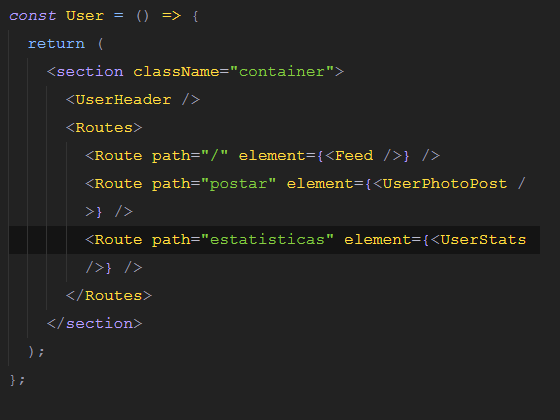 const User = () => {
  return (
    <section className="container">
      <UserHeader />
      <Routes>
        <Route path="/" element={<Feed />} />
        <Route path="postar" element={<UserPhotoPost /
        >} />
        <Route path="estatisticas" element={<UserStats
        />} />
      </Routes>
    </section>
  );
};